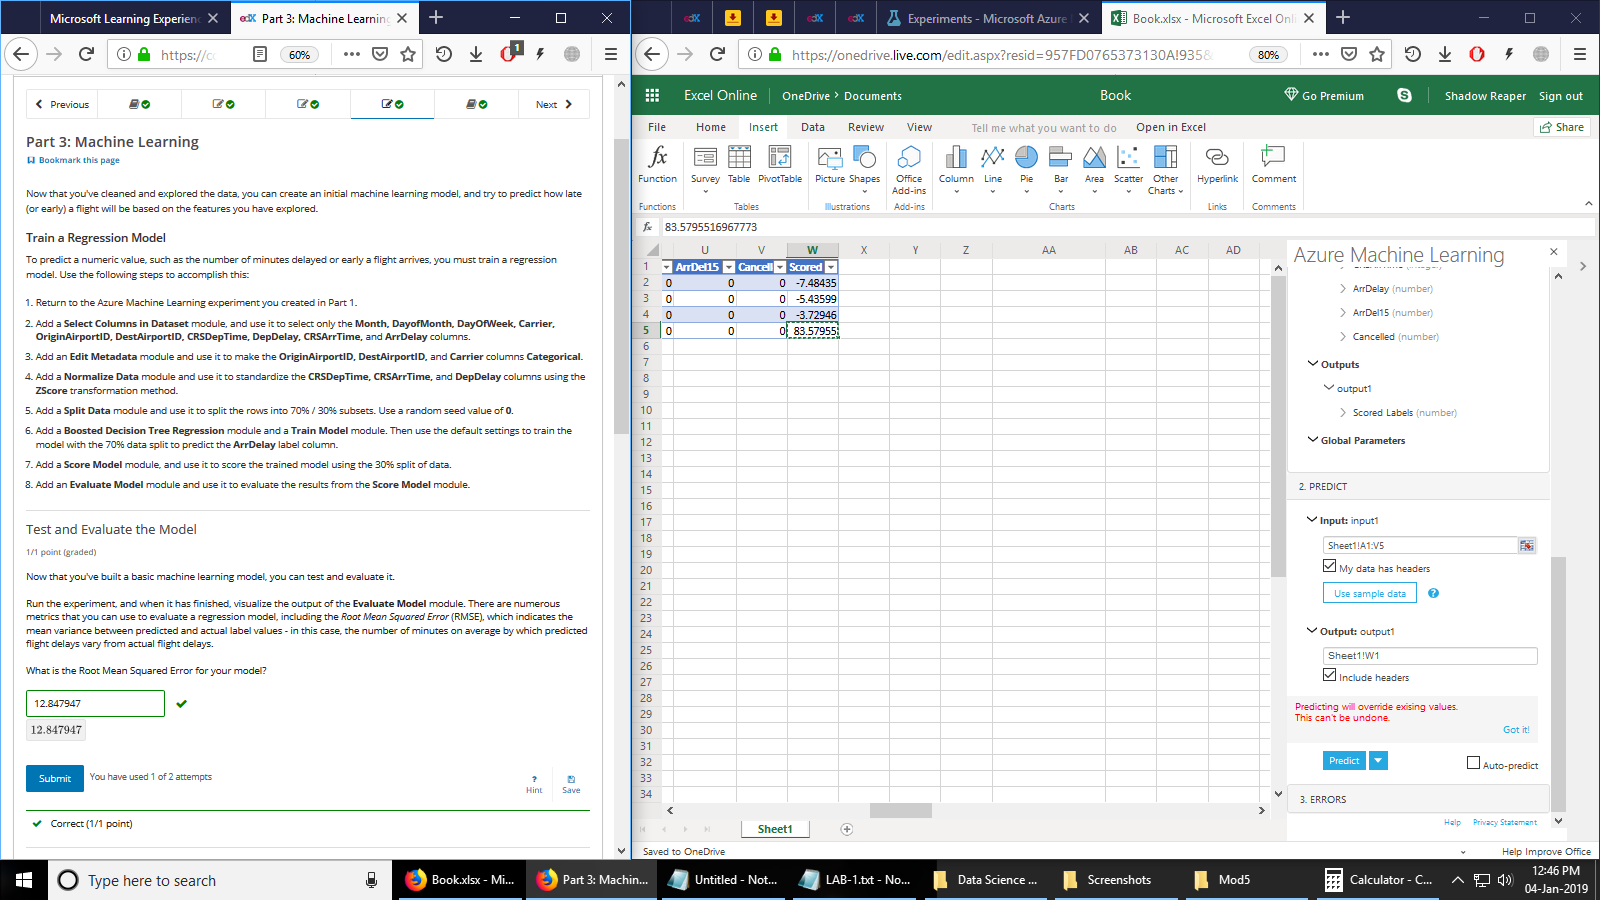 Microsoft Learning Experien
edX Part 3: Machine Learning
https://c
60%
1
Previous
Next
Part 3: Machine Learning
Bookmark this page
Now that you've cleaned and explored the data, you can create an initial machine learning model, and try to predict how late
(or early) a flight will be based on the features you have explored.
Train a Regression Model
To predict a numeric value, such as the number of minutes delayed or early a flight arrives, you must train a regression
model. Use the following steps to accomplish this:
1. Return to the Azure Machine Learning experiment you created in Part 1.
2. Add a Select Columns in Dataset module, and use it to select only the Month, DayofMonth, DayOfWeek, Carrier,
OriginAirportID, DestAirportID, CRSDepTime, DepDelay, CRSArrTime, and ArrDelay columns.
3. Add an Edit Metadata module and use it to make the OriginAirportID, DestAirportID, and Carrier columns Categorical.
4. Add a Normalize Data module and use it to standardize the CRSDepTime, CRSArrTime, and DepDelay columns using the
ZScore transformation method.
5. Add a Split Data module and use it to split the rows into 70% / 30% subsets. Use a random seed value of 0.
6. Add a Boosted Decision Tree Regression module and a Train Model module. Then use the default settings to train the
model with the 70% data split to predict the ArrDelay label column.
7. Add a Score Model module, and use it to score the trained model using the 30% split of data.
8. Add an Evaluate Model module and use it to evaluate the results from the Score Model module.
Test and Evaluate the Model
1/1 point (graded)
Now that you've built a basic machine learning model, you can test and evaluate it.
Run the experiment, and when it has finished, visualize the output of the Evaluate Model module. There are numerous
metrics that you can use to evaluate a regression model, including the Root Mean Squared Error (RMSE), which indicates the
mean variance between predicted and actual label values - in this case, the number of minutes on average by which predicted
flight delays vary from actual flight delays.
What is the Root Mean Squared Error for your model?
12.847947
12.847947
Submit
You have used 1 of 2 attempts
?
Hint
Save
Correct (1/1 point)
edX
edX
edX
Experiments - Microsoft Azure
Book.xlsx - Microsoft Excel Onli
https://onedrive.live.com/edit.aspx?resid=957FD0765373130A!935&
80%
Excel Online
OneDrive > Documents
Book
Go Premium
Shadow Reaper
Sign out
File Home Insert Data Review View
Tell me what you want to do
Open in Excel
Share
Function
Survey Table PivotTable
Picture Shapes
Office
Add-ins
Column Line Pie Bar Area Scatter Other
Charts
Hyperlink
Comment
Functions Tables Illustrations Add-ins Charts Links Comments
fx 83.5795516967773
U V W X Y Z AA AB AC AD
1 ArrDel15 Cancell Scored
2 0 0 0 -7.48435
3 0 0 0 -5.43599
4 0 0 0 -3.72946
5 0 0 0 83.57955
6
7
8
9
10
11
12
13
14
15
16
17
18
19
20
21
22
23
24
25
26
27
28
29
30
31
32
33
34
Sheet1
Saved to OneDrive
Help Improve Office
Azure Machine Learning
ArrDelay (number)
ArrDel15 (number)
Cancelled (number)
Outputs
output1
Scored Labels (number)
Global Parameters
2. PREDICT
Input: input1
Sheet1!A1:V5
My data has headers
Use sample data
?
Output: output1
Sheet1!W1
Include headers
Predicting will override exising values.
This can't be undone.
Got it!
Predict
Auto-predict
3. ERRORS
Help
Privacy Statement
Type here to search
Book.xlsx - Mi...
Part 3: Machin...
Untitled - Not...
LAB-1.txt - No...
Data Science ...
Screenshots
Mod5
Calculator - C...
12:46 PM
04-Jan-2019